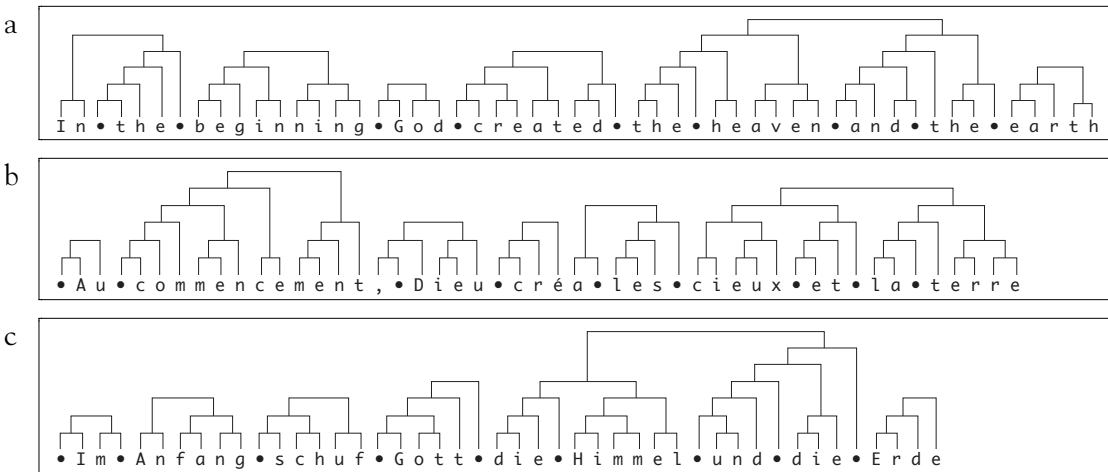 a
In•the•beginning•God•created•the•heaven•and•the•earth
b
•Au•commencement,•Dieu•créa•les•cieux•et•la•terre
c
•Im•Anfang•schuf•Gott•die•Himmel•und•die•Erde